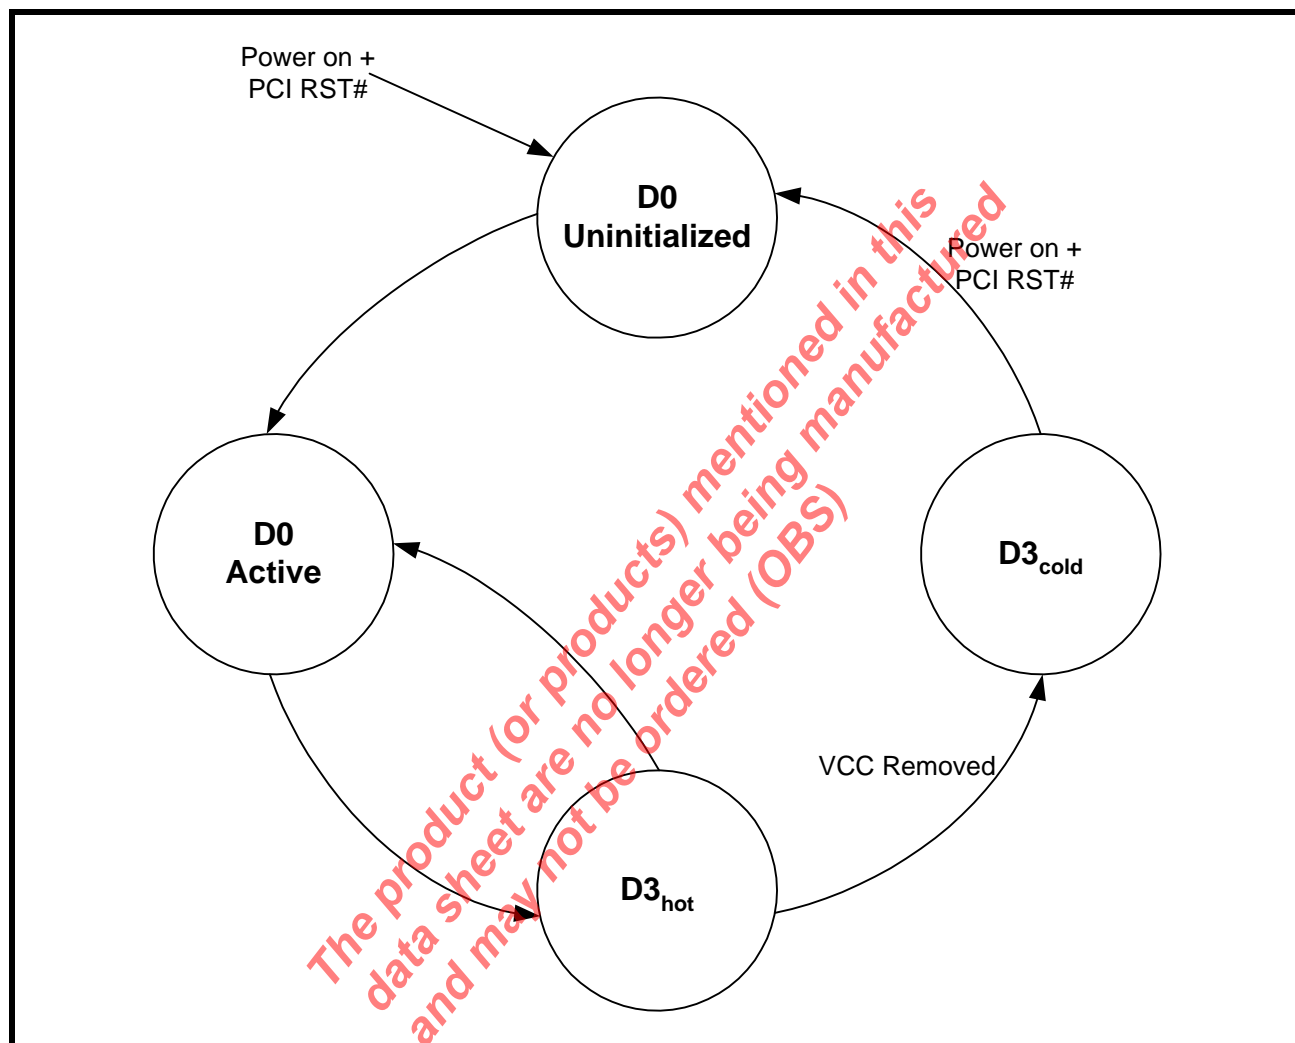 Power on +
PCI RST#
D0
Uninitialized
Power on +
PCI RST#
D0
Active
D3cold
VCC Removed
D3hot
The product (or products) mentioned in this
data sheet are no longer being manufactured
and may not be ordered (OBS)